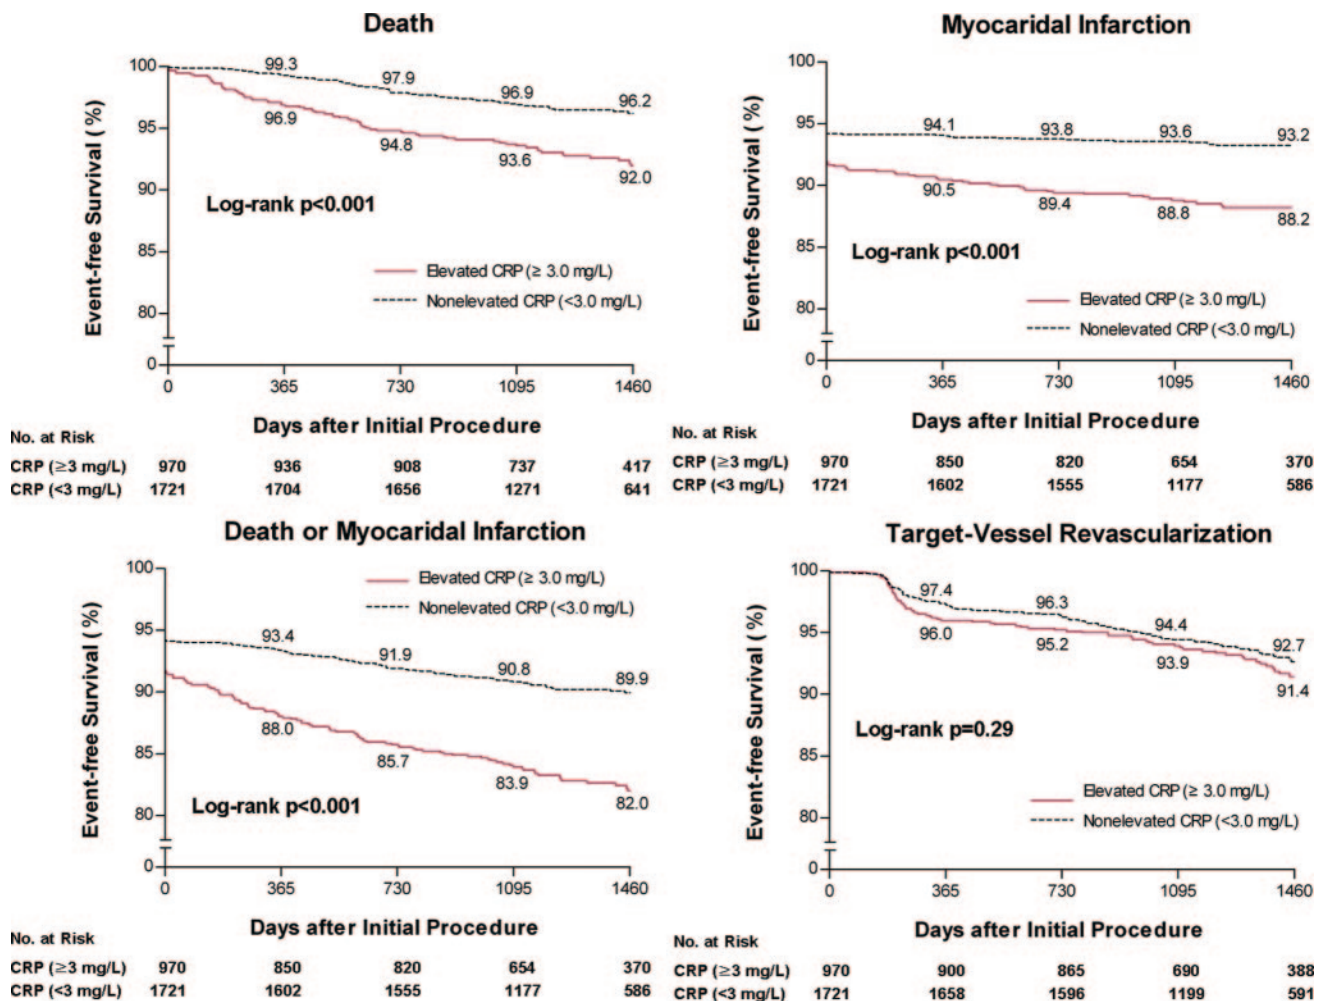 Death
Event-free Survival (%)
100
95
90
85
80
0
99.3
97.9
96.9
96.2
96.9
94.8
93.6
92.0
Log-rank p<0.001
Elevated CRP (≥ 3.0 mg/L)
Nonelevated CRP (<3.0 mg/L)
0 365 730 1095 1460
Days after Initial Procedure
No. at Risk
CRP (≥3 mg/L) 970 936 908 737 417
CRP (<3 mg/L) 1721 1704 1656 1271 641
Myocaridal Infarction
Event-free Survival (%)
100
95
90
85
80
0
94.1
93.8
93.6
93.2
90.5
89.4
88.8
88.2
Log-rank p<0.001
Elevated CRP (≥ 3.0 mg/L)
Nonelevated CRP (<3.0 mg/L)
0 365 730 1095 1460
Days after Initial Procedure
No. at Risk
CRP (≥3 mg/L) 970 850 820 654 370
CRP (<3 mg/L) 1721 1602 1555 1177 586
Death or Myocaridal Infarction
Event-free Survival (%)
100
95
90
85
80
0
Elevated CRP (≥ 3.0 mg/L)
Nonelevated CRP (<3.0 mg/L)
93.4
91.9
90.8
89.9
88.0
85.7
83.9
82.0
Log-rank p<0.001
0 365 730 1095 1460
Days after Initial Procedure
No. at Risk
CRP (≥3 mg/L) 970 850 820 654 370
CRP (<3 mg/L) 1721 1602 1555 1177 586
Target-Vessel Revascularization
Event-free Survival (%)
100
95
90
85
80
0
97.4
96.3
94.4
92.7
96.0
95.2
93.9
91.4
Log-rank p=0.29
Elevated CRP (≥ 3.0 mg/L)
Nonelevated CRP (<3.0 mg/L)
0 365 730 1095 1460
Days after Initial Procedure
No. at Risk
CRP (≥3 mg/L) 970 900 865 690 388
CRP (<3 mg/L) 1721 1658 1596 1199 591